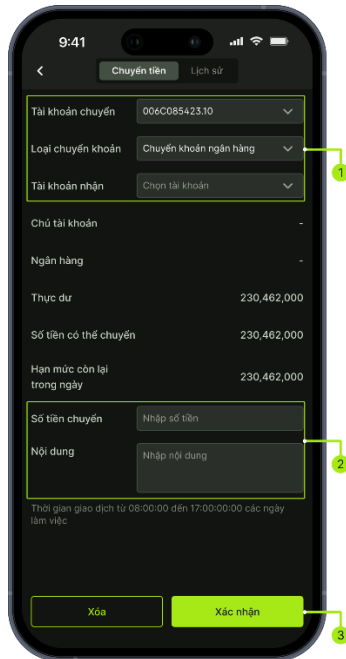 9:41
Chuyển tiền Lịch sử
Tài khoản chuyển 006C085423.10
Loại chuyển khoản Chuyển khoản ngân hàng
1
Tài khoản nhận Chọn tài khoản
Chủ tài khoản -
Ngân hàng -
Thực dư 230,462,000
Số tiền có thể chuyển 230,462,000
Hạn mức còn lại
trong ngày 230,462,000
Số tiền chuyển Nhập số tiền
Nội dung Nhập nội dung
2
Thời gian giao dịch từ 08:00:00 đến 17:00:00:00 các ngày
làm việc
Xóa Xác nhận
3